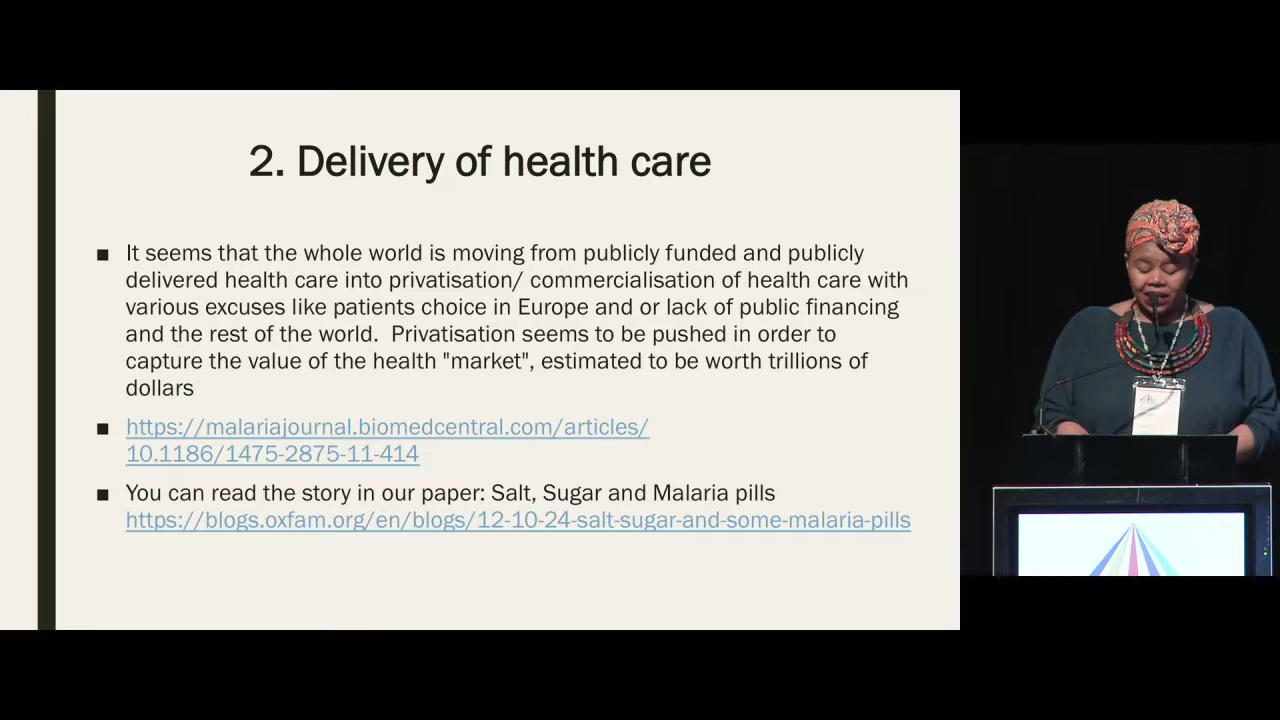 2. Delivery of health care
■ It seems that the whole world is moving from publicly funded and publicly
delivered health care into privatisation/ commercialisation of health care with
various excuses like patients choice in Europe and or lack of public financing
and the rest of the world.  Privatisation seems to be pushed in order to
capture the value of the health "market", estimated to be worth trillions of
dollars
■ https://malariajournal.biomedcentral.com/articles/
10.1186/1475-2875-11-414
■ You can read the story in our paper: Salt, Sugar and Malaria pills
https://blogs.oxfam.org/en/blogs/12-10-24-salt-sugar-and-some-malaria-pills